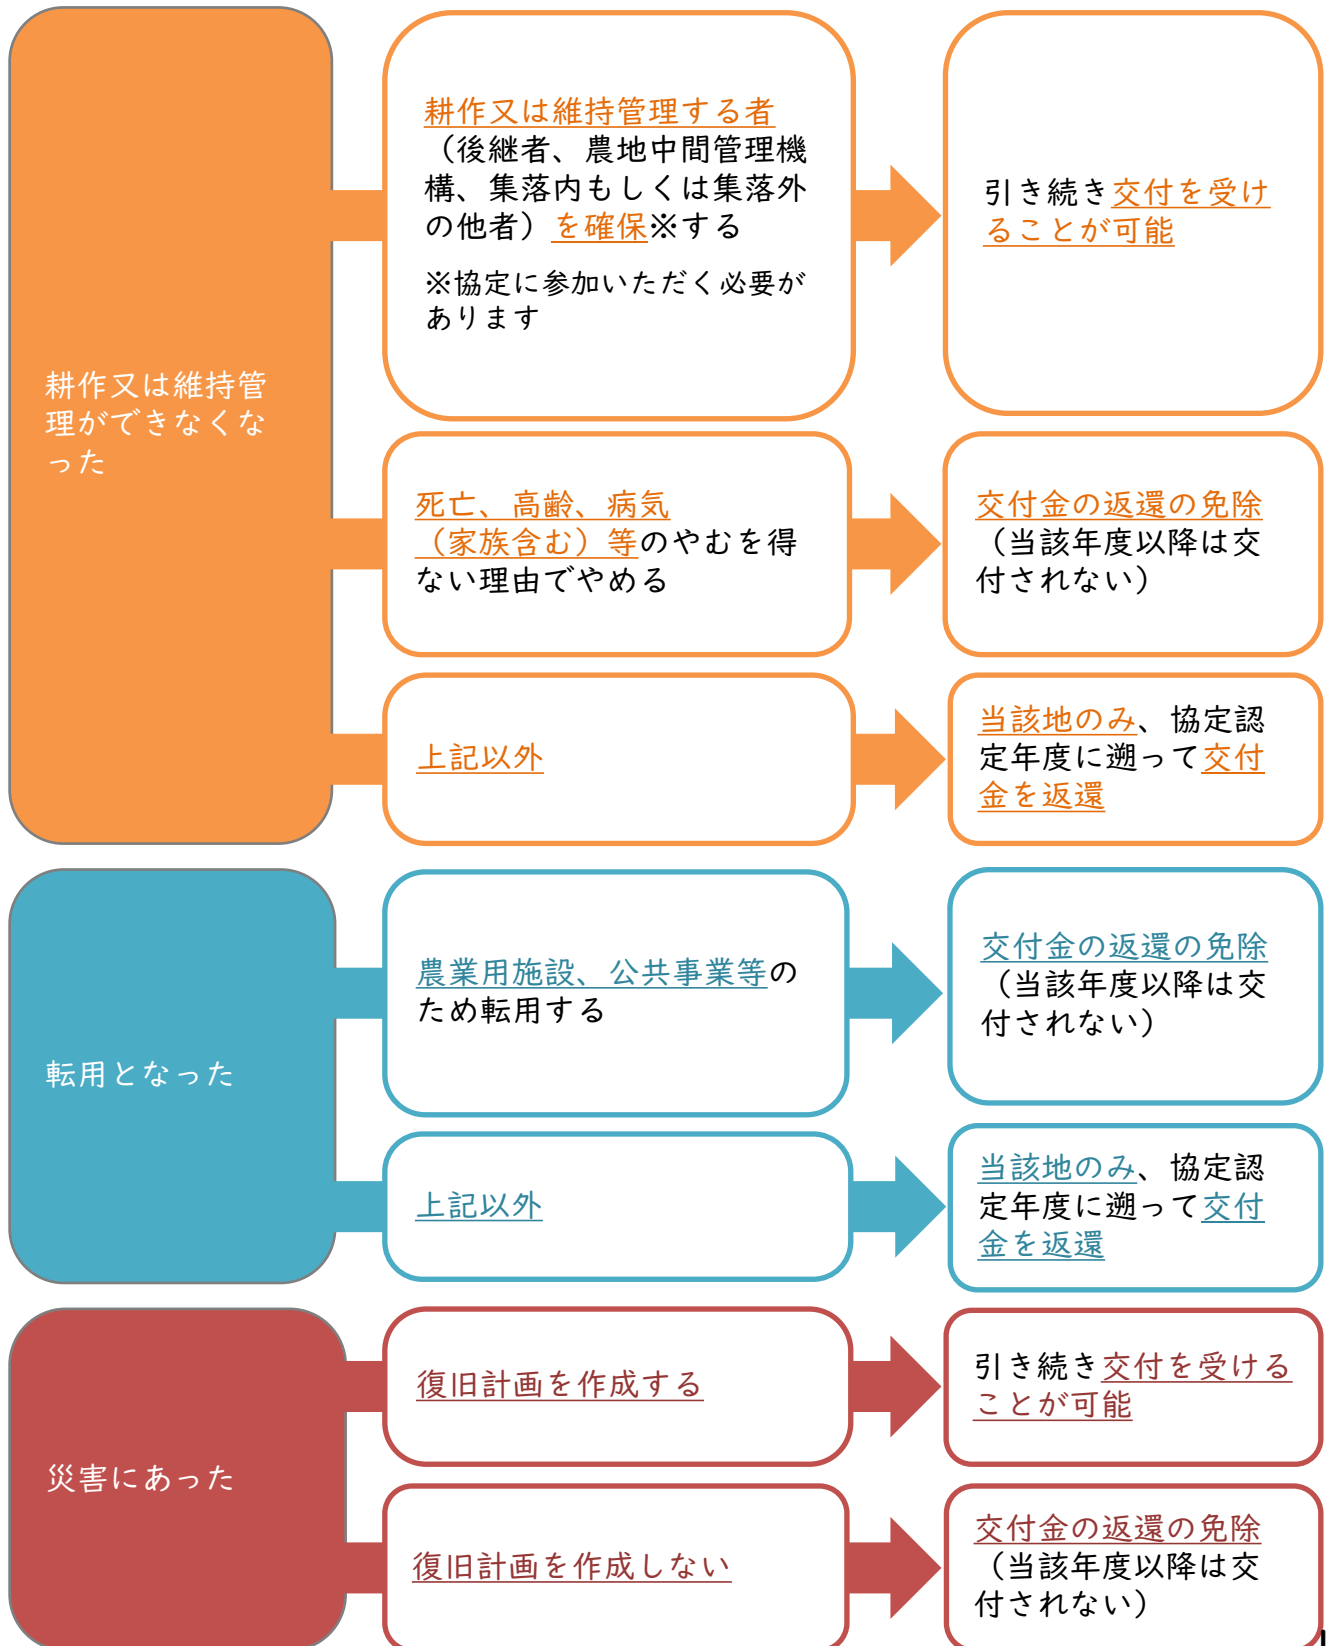 耕作又は維持管
理ができなくな
った
耕作又は維持管理する者
（後継者、農地中間管理機
構、集落内もしくは集落外
の他者）を確保※する
※協定に参加いただく必要が
あります
引き続き交付を受け
ることが可能
死亡、高齢、病気
（家族含む）等のやむを得
ない理由でやめる
交付金の返還の免除
（当該年度以降は交
付されない）
上記以外
当該地のみ、協定認
定年度に遡って交付
金を返還
転用となった
農業用施設、公共事業等の
ため転用する
交付金の返還の免除
（当該年度以降は交
付されない）
上記以外
当該地のみ、協定認
定年度に遡って交付
金を返還
災害にあった
復旧計画を作成する
引き続き交付を受ける
ことが可能
復旧計画を作成しない
交付金の返還の免除
（当該年度以降は交
付されない）